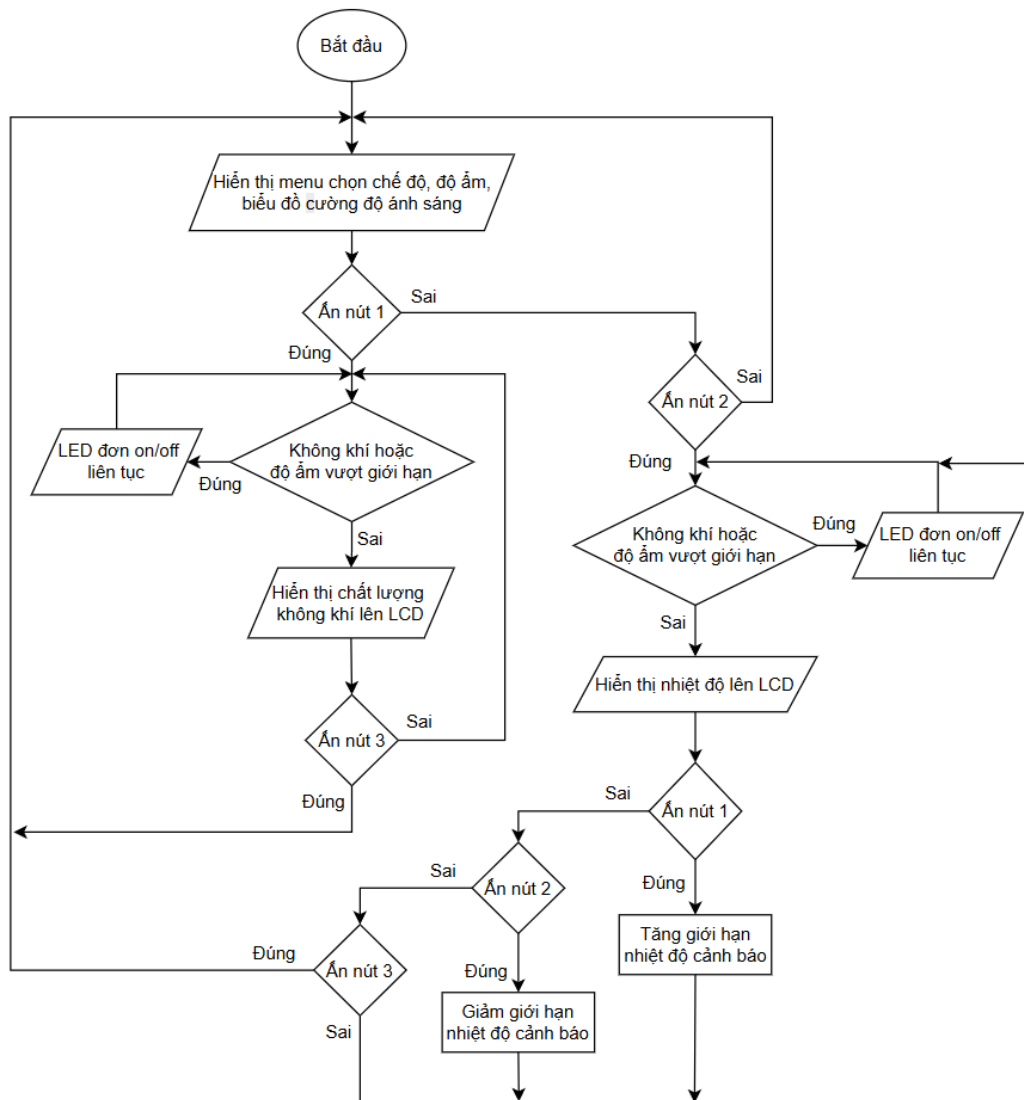 Bắt đầu
Hiển thị menu chọn chế độ, độ ẩm,
biểu đồ cường độ ánh sáng
Ấn nút 1
Sai
Đúng
Ấn nút 2
Sai
Đúng
Không khí hoặc
độ ẩm vượt giới hạn
Đúng
LED đơn on/off
liên tục
Sai
Hiển thị chất lượng
không khí lên LCD
Ấn nút 3
Sai
Đúng
Không khí hoặc
độ ẩm vượt giới hạn
Đúng
LED đơn on/off
liên tục
Sai
Hiển thị nhiệt độ lên LCD
Ấn nút 1
Sai
Đúng
Tăng giới hạn
nhiệt độ cảnh báo
Ấn nút 2
Sai
Đúng
Giảm giới hạn
nhiệt độ cảnh báo
Ấn nút 3
Đúng
Sai